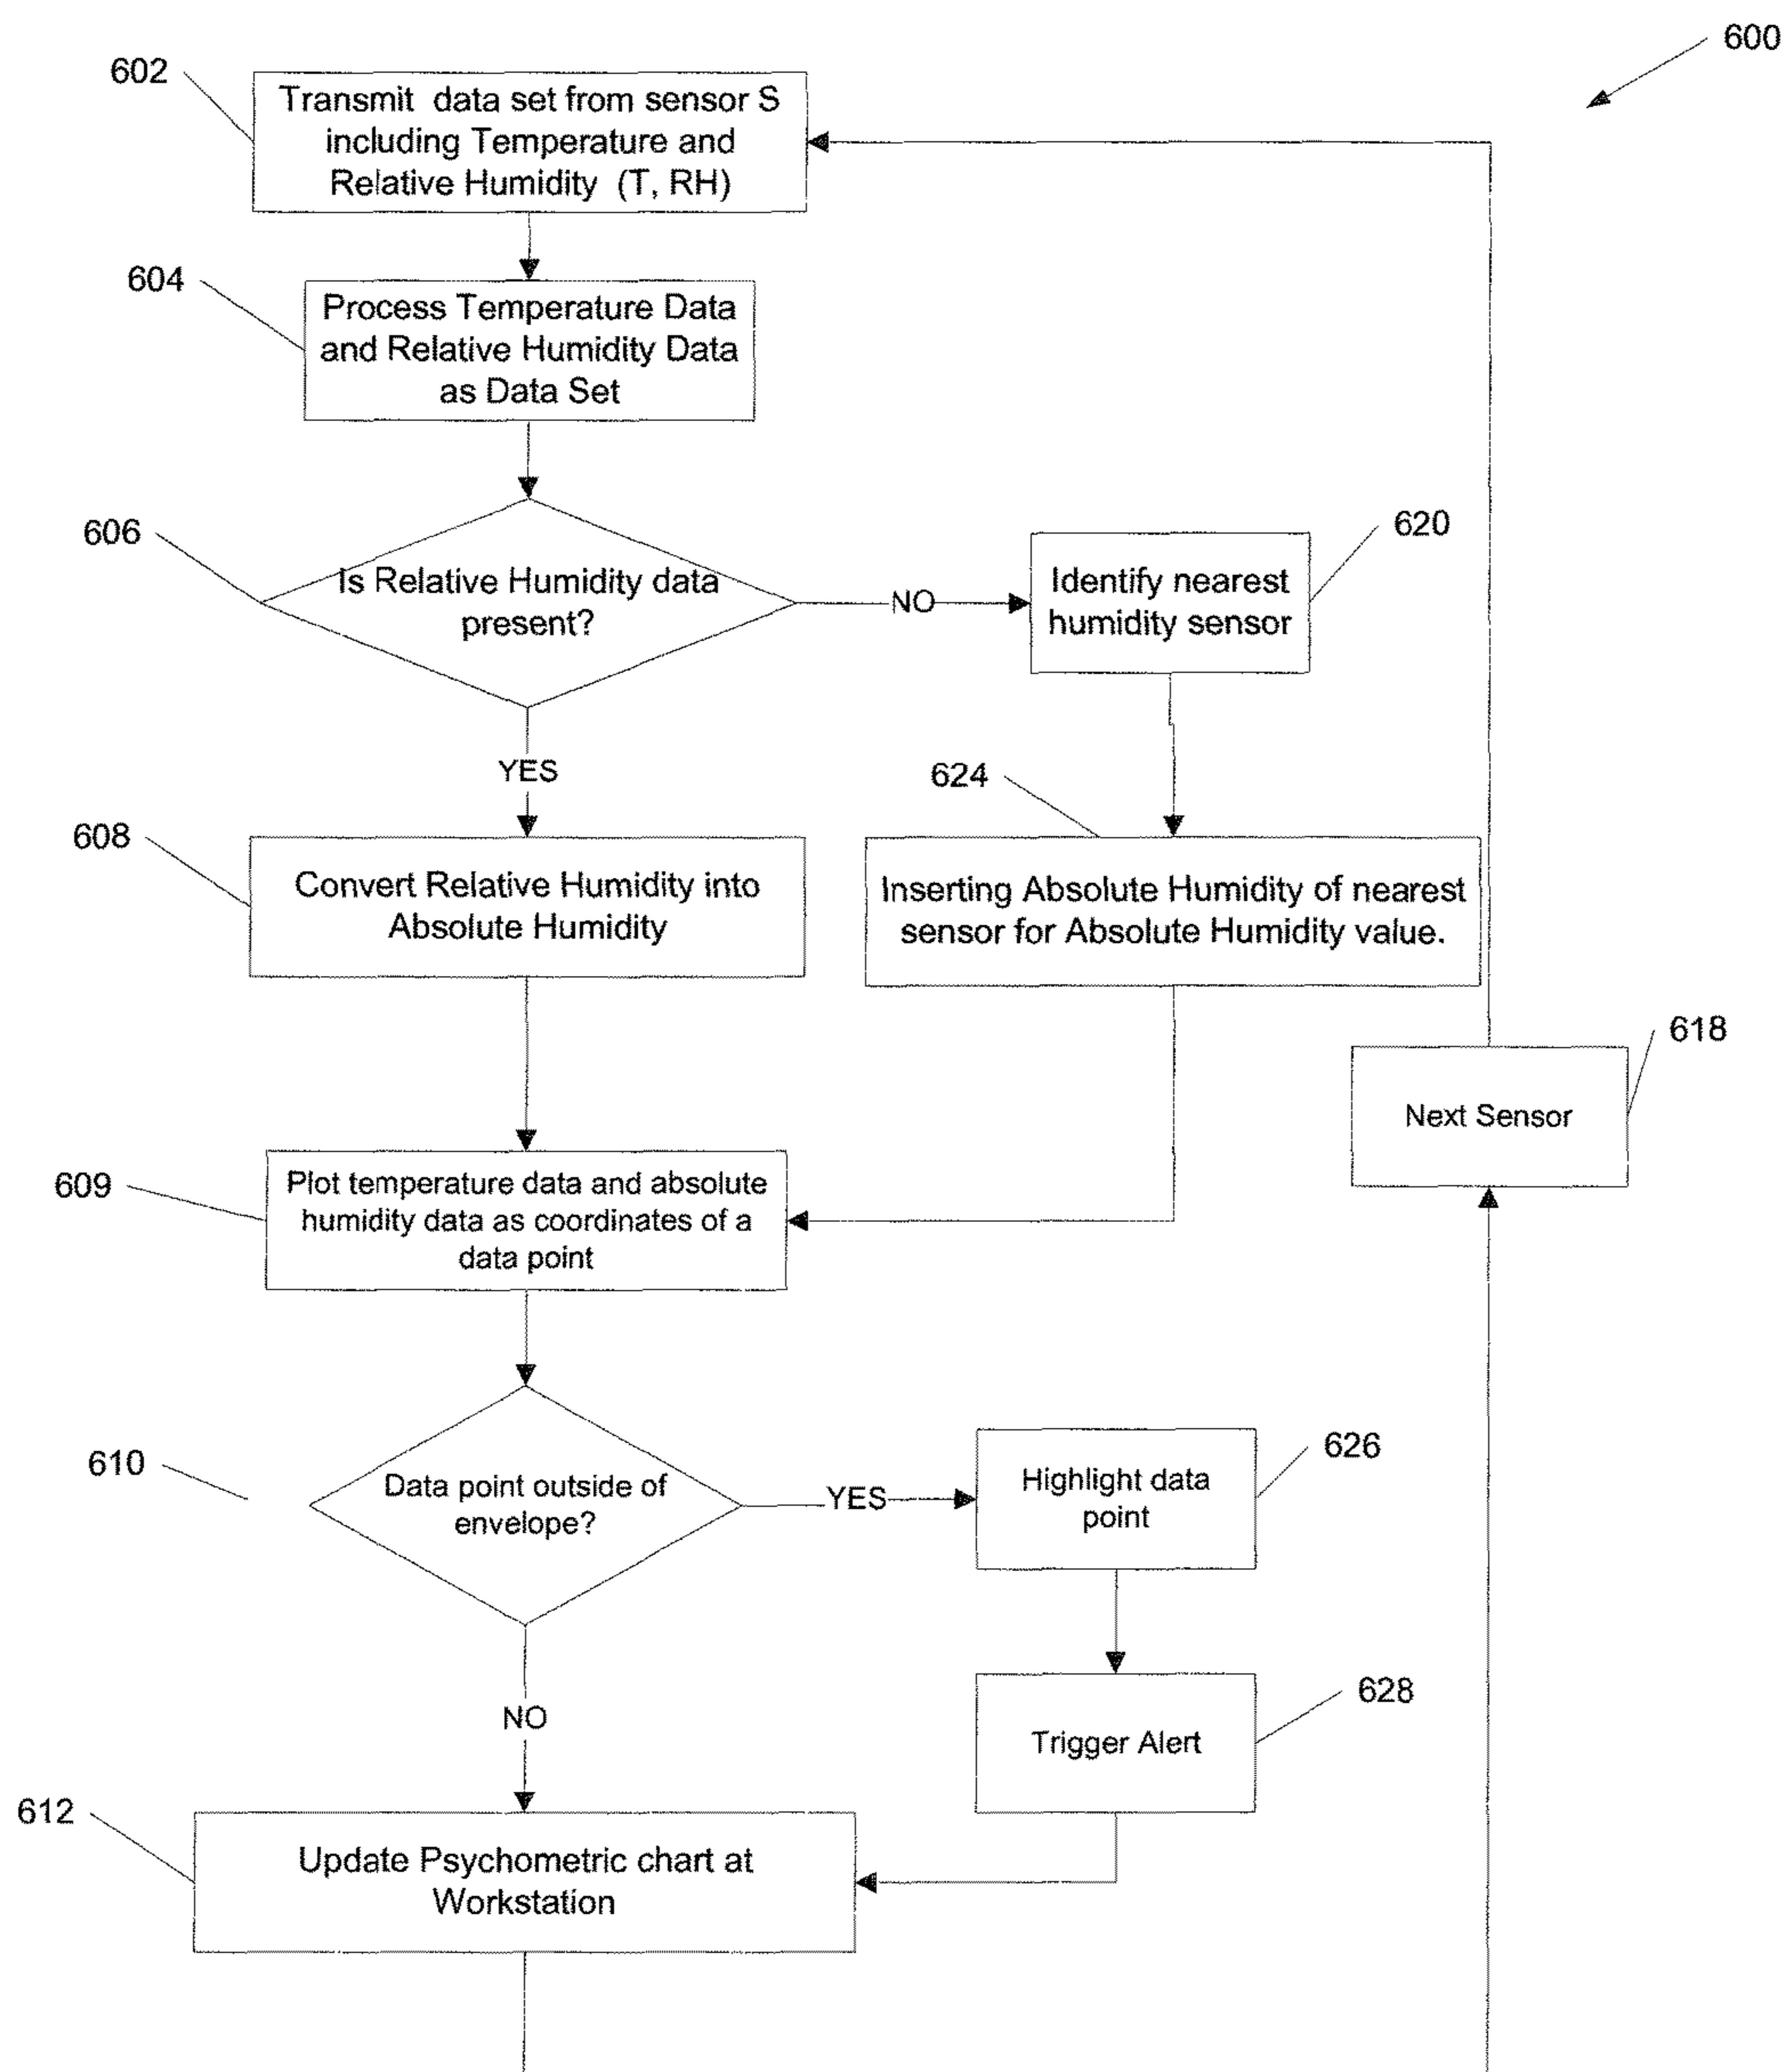 600
602
Transmit data set from sensor S
including Temperature and
Relative Humidity (T, RH)
604
Process Temperature Data
and Relative Humidity Data
as Data Set
606
Is Relative Humidity data
present?
NO
620
Identify nearest
humidity sensor
YES
624
608
Convert Relative Humidity into
Absolute Humidity
Inserting Absolute Humidity of nearest
sensor for Absolute Humidity value.
618
Next Sensor
609
Plot temperature data and absolute
humidity data as coordinates of a
data point
610
Data point outside of
envelope?
YES
626
Highlight data
point
628
Trigger Alert
NO
612
Update Psychometric chart at
Workstation